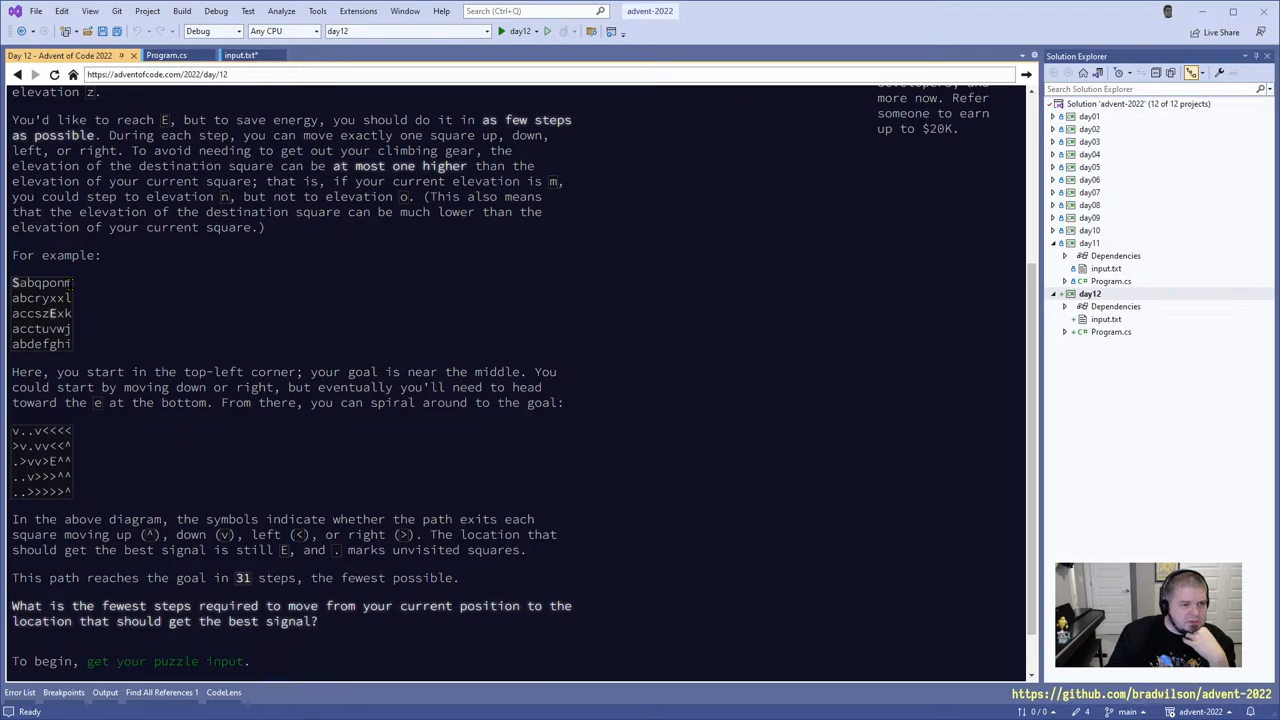 File Edit View Git Project Build Debug Test Analyze Tools Extensions Window Help Search (Ctrl+Q) advent-2022
Live Share
Debug Any CPU day12 day12
Day 12 - Advent of Code 2022 Program.cs input.txt*
https://adventofcode.com/2022/day/12
elevation z.
You'd like to reach E, but to save energy, you should do it in as few steps
as possible. During each step, you can move exactly one square up, down,
left, or right. To avoid needing to get out your climbing gear, the
elevation of the destination square can be at most one higher than the
elevation of your current square; that is, if your current elevation is m,
you could step to elevation n, but not to elevation o. (This also means
that the elevation of the destination square can be much lower than the
elevation of your current square.)
For example:
Sabqponm
abcryxxl
accszExk
acctuvwj
abdefghi
Here, you start in the top-left corner; your goal is near the middle. You
could start by moving down or right, but eventually you'll need to head
toward the e at the bottom. From there, you can spiral around to the goal:
v..v<<<<
>v.vv<<^
.>vv>E^^
..v>>>^^
..>>>>>^
In the above diagram, the symbols indicate whether the path exits each
square moving up (^), down (v), left (<), or right (>). The location that
should get the best signal is still E, and . marks unvisited squares.
This path reaches the goal in 31 steps, the fewest possible.
What is the fewest steps required to move from your current position to the
location that should get the best signal?
To begin, get your puzzle input.
developers, and
more now. Refer
someone to earn
up to $20K.
Solution Explorer
Search Solution Explorer
Solution 'advent-2022' (12 of 12 projects)
day01
day02
day03
day04
day05
day06
day07
day08
day09
day10
day11
Dependencies
input.txt
Program.cs
day12
Dependencies
input.txt
Program.cs
Error List Breakpoints Output Find All References 1 CodeLens
https://github.com/bradwilson/advent-2022
Ready 0 / 0 4 main advent-2022